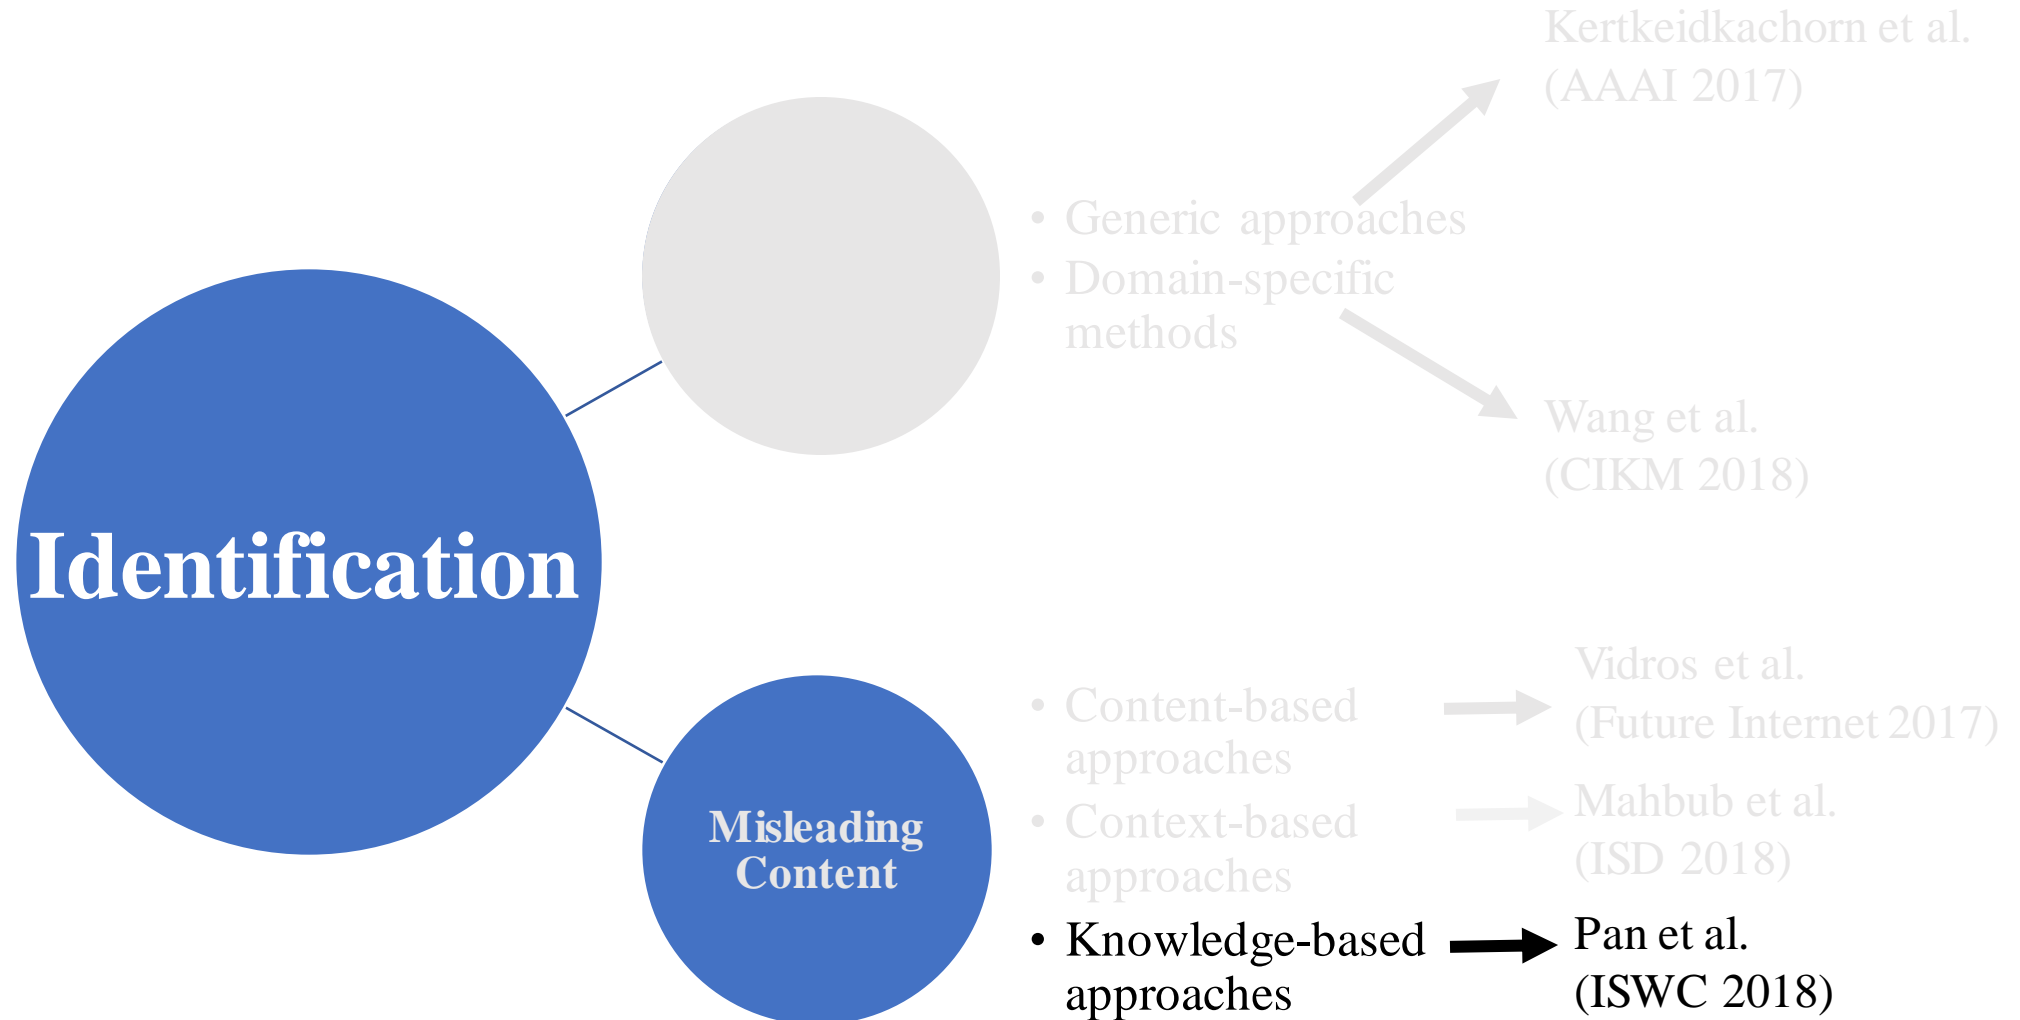 Kertkeidkachorn et al.
(AAAI 2017)
• Generic approaches
• Domain-specific
methods
Wang et al.
(CIKM 2018)
Identification
Misleading
Content
• Content-based
approaches
Vidros et al.
(Future Internet 2017)
• Context-based
approaches
Mahbub et al.
(ISD 2018)
• Knowledge-based
approaches
Pan et al.
(ISWC 2018)